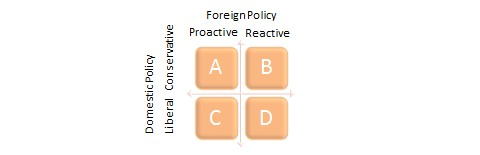 Foreign Policy
Proactive Reactive
Domestic Policy
Liberal Conservative
A B
C D